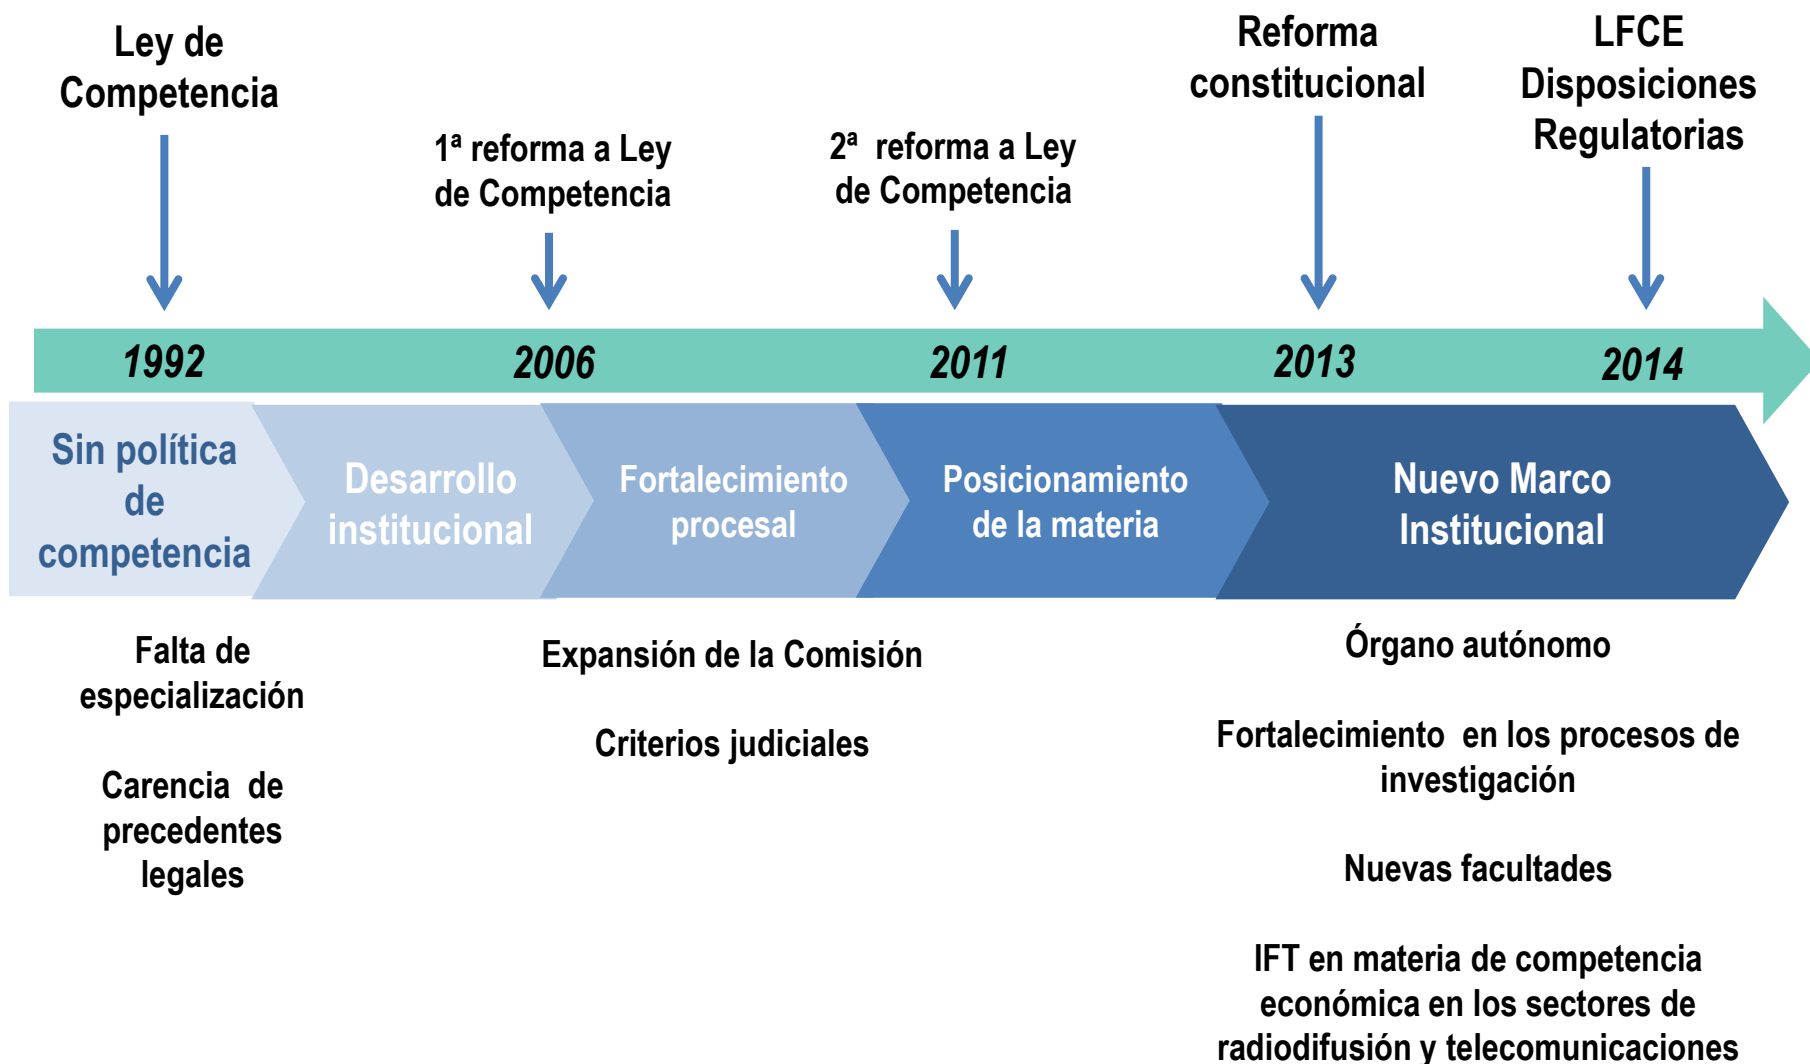 Ley de
Competencia
1ª reforma a Ley
de Competencia
2ª reforma a Ley
de Competencia
Reforma
constitucional
LFCE
Disposiciones
Regulatorias
1992
2006
2011
2013
2014
Sin política
de
competencia
Desarrollo
institucional
Fortalecimiento
procesal
Posicionamiento
de la materia
Nuevo Marco
Institucional
Falta de
especialización
Carencia de
precedentes
legales
Expansión de la Comisión
Criterios judiciales
Órgano autónomo
Fortalecimiento en los procesos de
investigación
Nuevas facultades
IFT en materia de competencia
económica en los sectores de
radiodifusión y telecomunicaciones